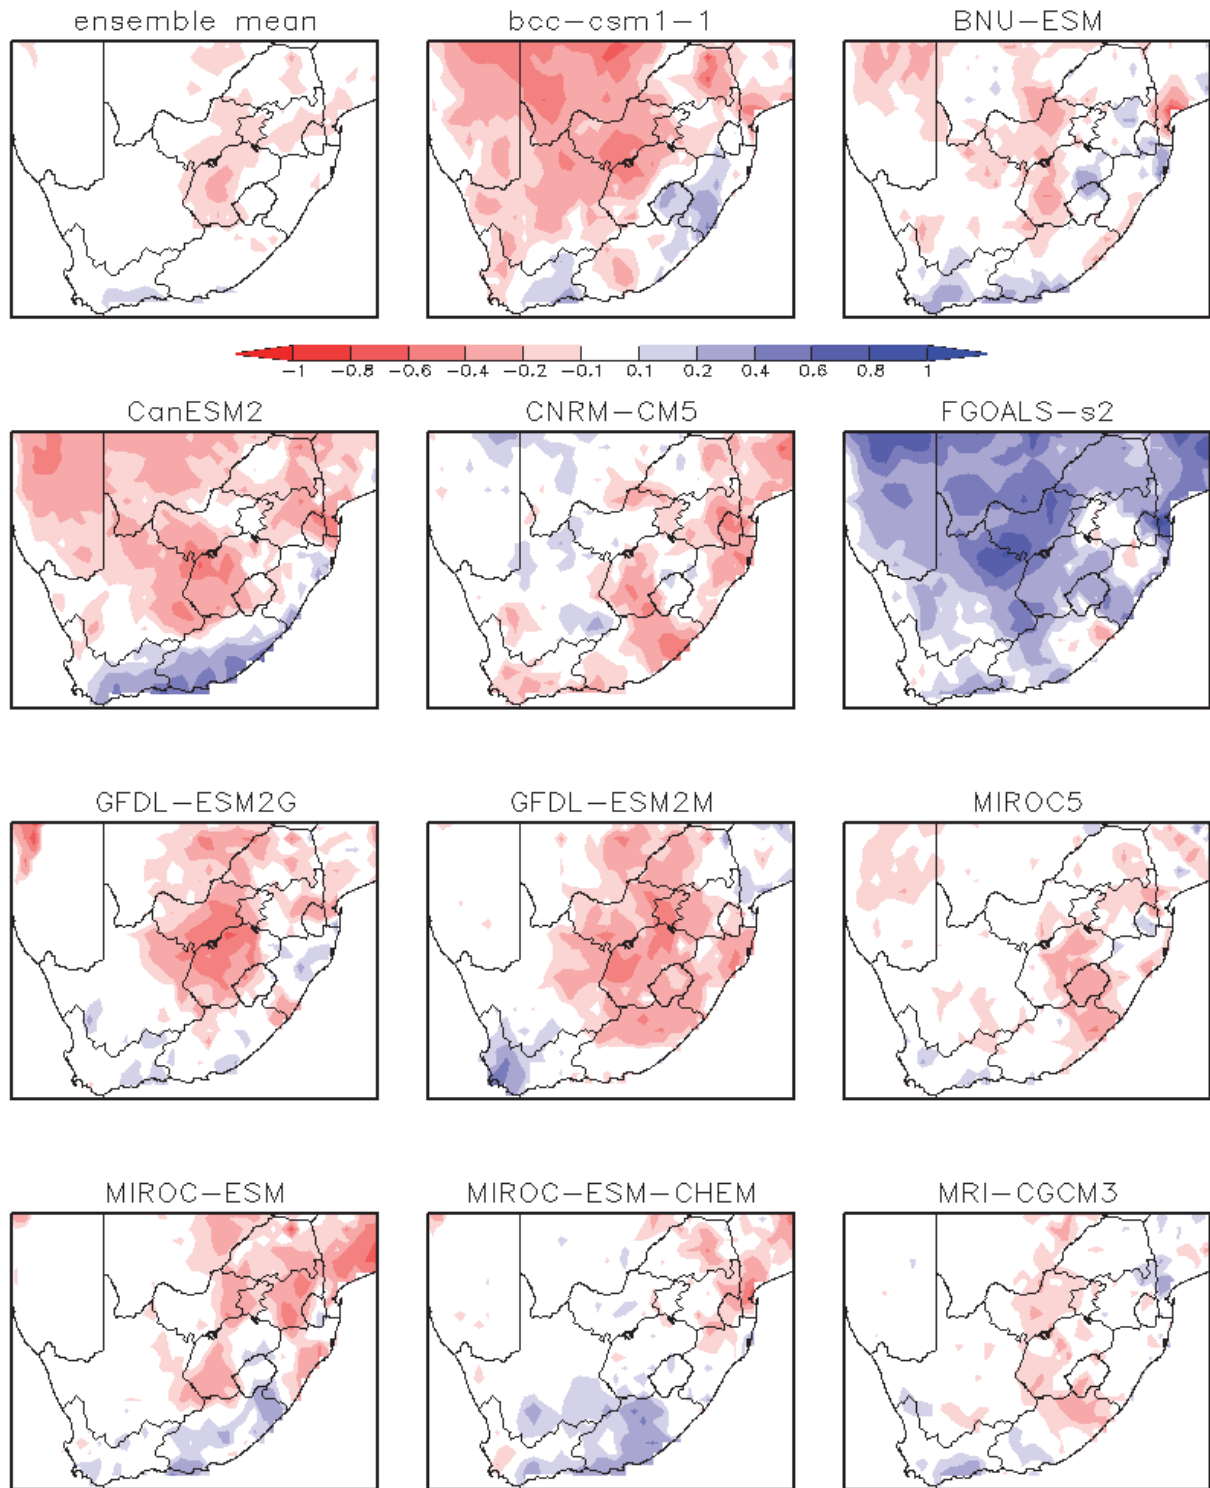 ensemble mean
bcc-csm1-1
BNU-ESM
-1 -0.8 -0.6 -0.4 -0.2 -0.1 0.1 0.2 0.4 0.6 0.8 1
CanESM2
CNRM-CM5
FGOALS-s2
GFDL-ESM2G
GFDL-ESM2M
MIROC5
MIROC-ESM
MIROC-ESM-CHEM
MRI-CGCM3